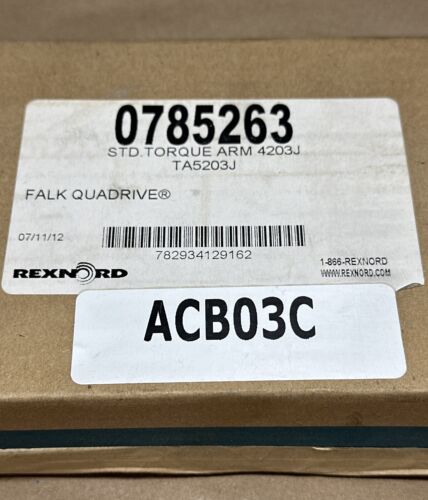 0785263
STD.TORQUE ARM 4203J
TA5203J
FALK QUADRIVE®
07/11/12
782934129162
1-866-REXNORD
REXNORD
WWW.REXNORD.COM
ACB03C